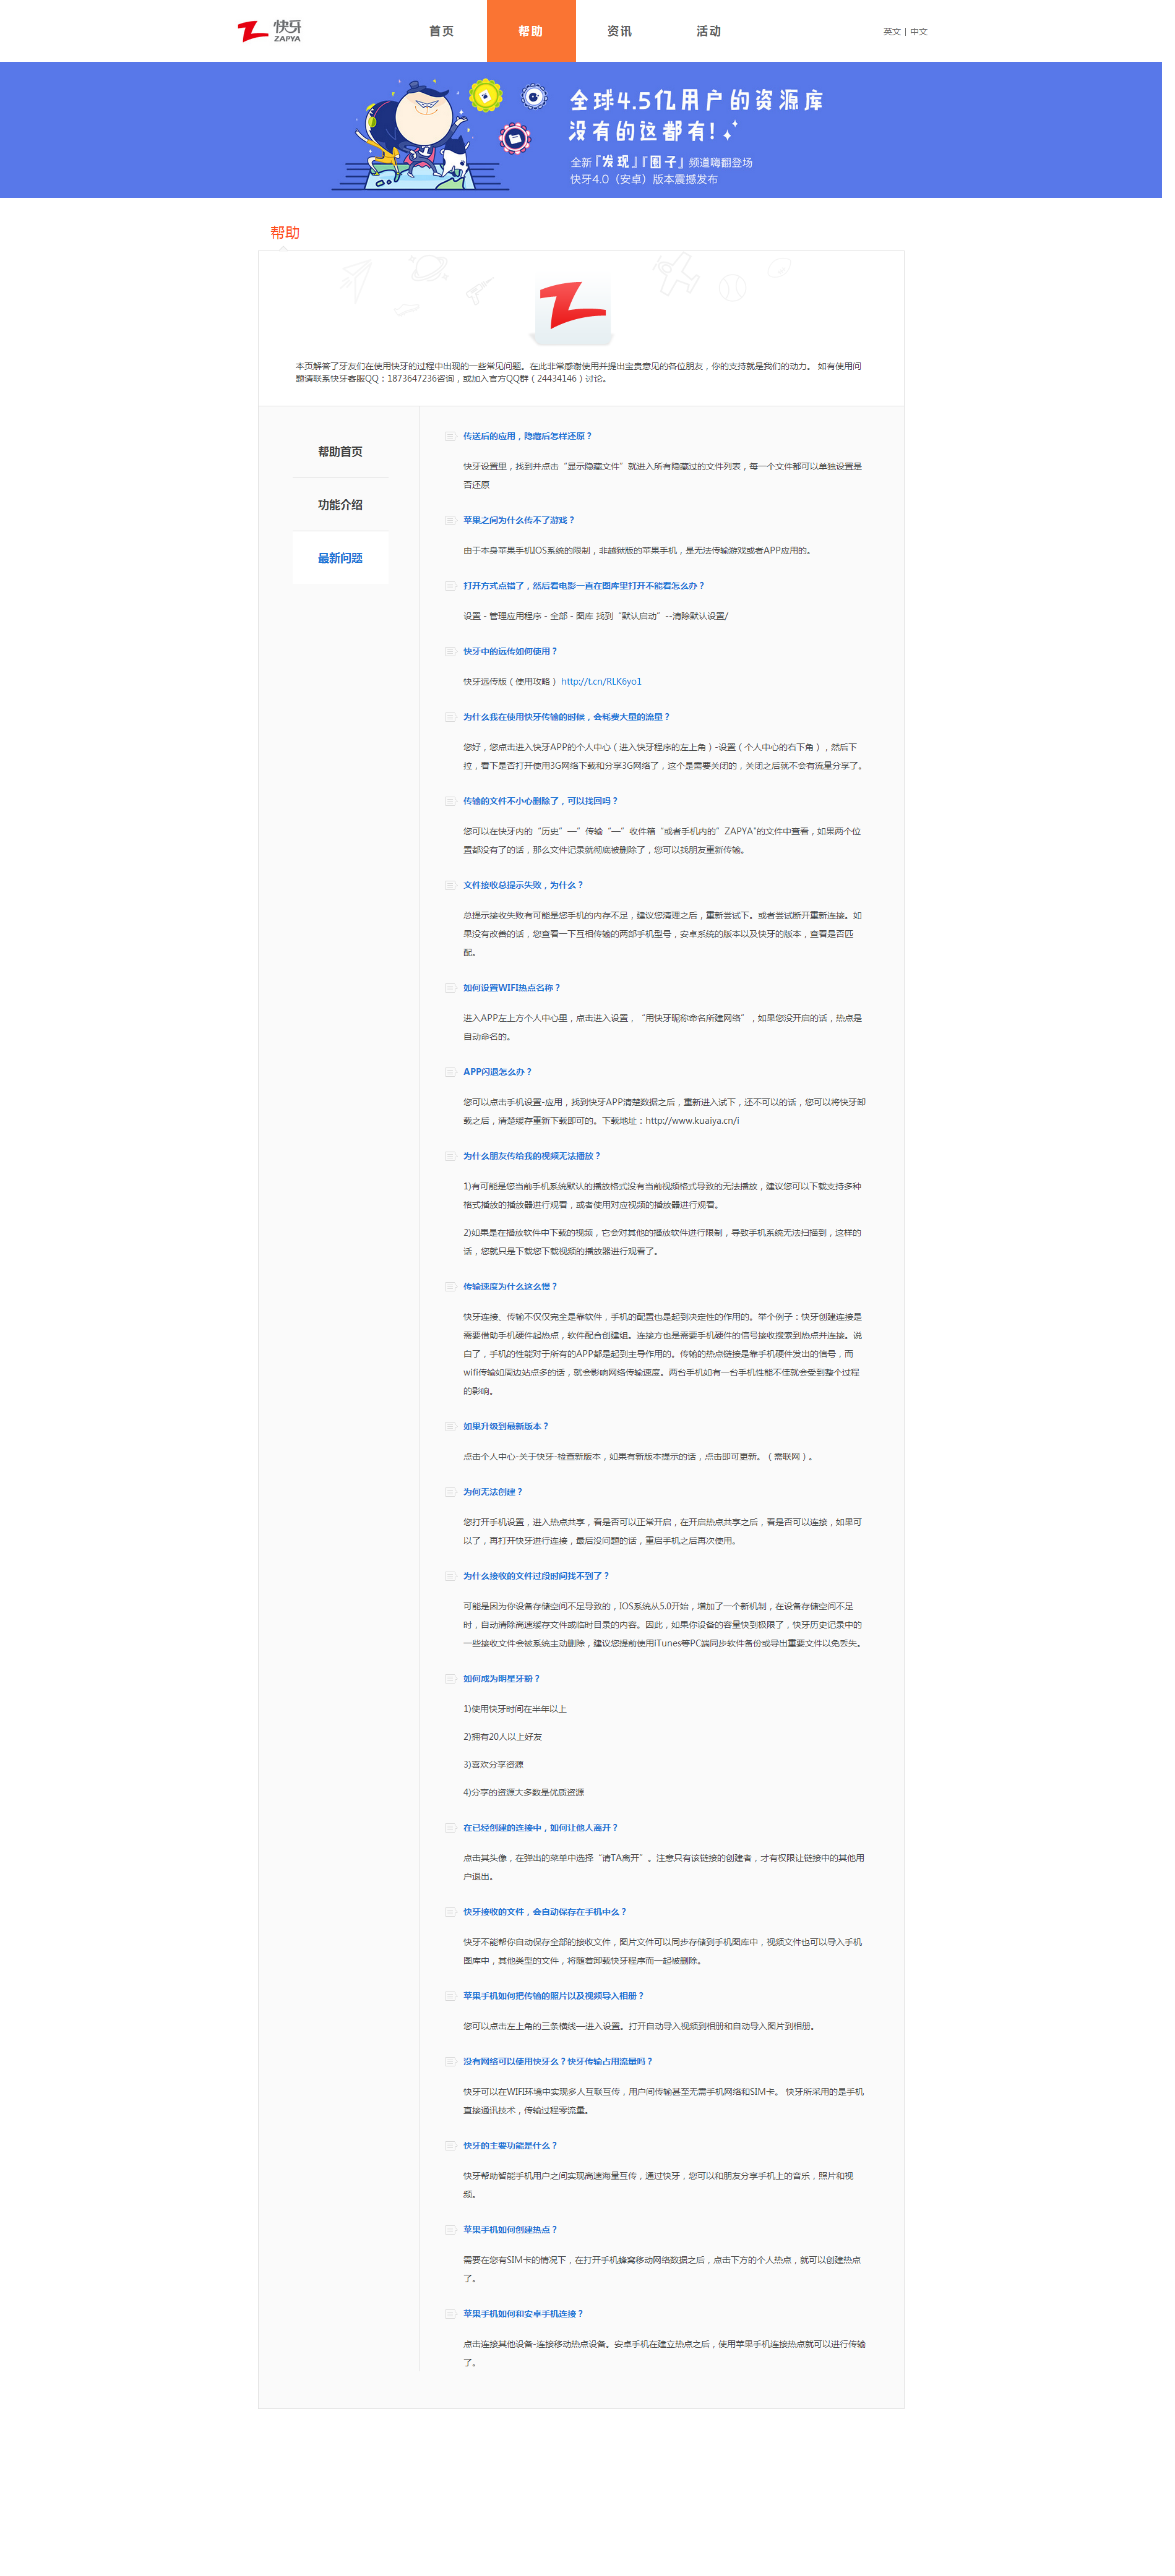 快牙
ZAPYA
首页
帮助
资讯
活动
英文 | 中文
全球4.5亿用户的资源库
没有的这都有!
全新『发现』『圈子』频道嗨翻登场
快牙4.0（安卓）版本震撼发布
帮助
本页解答了牙友们在使用快牙的过程中出现的一些常见问题。在此非常感谢使用并提出宝贵意见的各位朋友，你的支持就是我们的动力。 如有使用问
题请联系快牙客服QQ：1873647236咨询，或加入官方QQ群（24434146）讨论。
帮助首页
功能介绍
最新问题
传送后的应用，隐藏后怎样还原？
快牙设置里，找到并点击“显示隐藏文件”就进入所有隐藏过的文件列表，每一个文件都可以单独设置是
否还原
苹果之间为什么传不了游戏？
由于本身苹果手机IOS系统的限制，非越狱版的苹果手机，是无法传输游戏或者APP应用的。
打开方式点错了，然后看电影一直在图库里打开不能看怎么办？
设置 - 管理应用程序 - 全部 - 图库 找到“默认启动”--清除默认设置/
快牙中的远传如何使用？
快牙远传版（使用攻略） http://t.cn/RLK6yo1
为什么我在使用快牙传输的时候，会耗费大量的流量？
您好，您点击进入快牙APP的个人中心（进入快牙程序的左上角）-设置（个人中心的右下角），然后下
拉，看下是否打开使用3G网络下载和分享3G网络了，这个是需要关闭的，关闭之后就不会有流量分享了。
传输的文件不小心删除了，可以找回吗？
您可以在快牙内的“历史”—”传输“—”收件箱“或者手机内的”ZAPYA”的文件中查看，如果两个位
置都没有了的话，那么文件记录就彻底被删除了，您可以找朋友重新传输。
文件接收总提示失败，为什么？
总提示接收失败有可能是您手机的内存不足，建议您清理之后，重新尝试下。或者尝试断开重新连接。如
果没有改善的话，您查看一下互相传输的两部手机型号，安卓系统的版本以及快牙的版本，查看是否匹
配。
如何设置WIFI热点名称？
进入APP左上方个人中心里，点击进入设置，“用快牙昵称命名所建网络”，如果您没开启的话，热点是
自动命名的。
APP闪退怎么办？
您可以点击手机设置-应用，找到快牙APP清楚数据之后，重新进入试下，还不可以的话，您可以将快牙卸
载之后，清楚缓存重新下载即可的。下载地址：http://www.kuaiya.cn/i
为什么朋友传给我的视频无法播放？
1)有可能是您当前手机系统默认的播放格式没有当前视频格式导致的无法播放，建议您可以下载支持多种
格式播放的播放器进行观看，或者使用对应视频的播放器进行观看。
2)如果是在播放软件中下载的视频，它会对其他的播放软件进行限制，导致手机系统无法扫描到，这样的
话，您就只是下载您下载视频的播放器进行观看了。
传输速度为什么这么慢？
快牙连接、传输不仅仅完全是靠软件，手机的配置也是起到决定性的作用的。举个例子：快牙创建连接是
需要借助手机硬件起热点，软件配合创建组。连接方也是需要手机硬件的信号接收搜索到热点并连接。说
白了，手机的性能对于所有的APP都是起到主导作用的。传输的热点链接是靠手机硬件发出的信号，而
wifi传输如周边站点多的话，就会影响网络传输速度。两台手机如有一台手机性能不佳就会受到整个过程
的影响。
如果升级到最新版本？
点击个人中心-关于快牙-检查新版本，如果有新版本提示的话，点击即可更新。（需联网）。
为何无法创建？
您打开手机设置，进入热点共享，看是否可以正常开启，在开启热点共享之后，看是否可以连接，如果可
以了，再打开快牙进行连接，最后没问题的话，重启手机之后再次使用。
为什么接收的文件过段时间找不到了？
可能是因为你设备存储空间不足导致的，IOS系统从5.0开始，增加了一个新机制，在设备存储空间不足
时，自动清除高速缓存文件或临时目录的内容。因此，如果你设备的容量快到极限了，快牙历史记录中的
一些接收文件会被系统主动删除，建议您提前使用iTunes等PC端同步软件备份或导出重要文件以免丢失。
如何成为明星牙粉？
1)使用快牙时间在半年以上
2)拥有20人以上好友
3)喜欢分享资源
4)分享的资源大多数是优质资源
在已经创建的连接中，如何让他人离开？
点击其头像，在弹出的菜单中选择“请TA离开”。注意只有该链接的创建者，才有权限让链接中的其他用
户退出。
快牙接收的文件，会自动保存在手机中么？
快牙不能帮你自动保存全部的接收文件，图片文件可以同步存储到手机图库中，视频文件也可以导入手机
图库中，其他类型的文件，将随着卸载快牙程序而一起被删除。
苹果手机如何把传输的照片以及视频导入相册？
您可以点击左上角的三条横线—进入设置。打开自动导入视频到相册和自动导入图片到相册。
没有网络可以使用快牙么？快牙传输占用流量吗？
快牙可以在WIFI环境中实现多人互联互传，用户间传输甚至无需手机网络和SIM卡。 快牙所采用的是手机
直接通讯技术，传输过程零流量。
快牙的主要功能是什么？
快牙帮助智能手机用户之间实现高速海量互传，通过快牙，您可以和朋友分享手机上的音乐，照片和视
频。
苹果手机如何创建热点？
需要在您有SIM卡的情况下，在打开手机蜂窝移动网络数据之后，点击下方的个人热点，就可以创建热点
了。
苹果手机如何和安卓手机连接？
点击连接其他设备-连接移动热点设备。安卓手机在建立热点之后，使用苹果手机连接热点就可以进行传输
了。